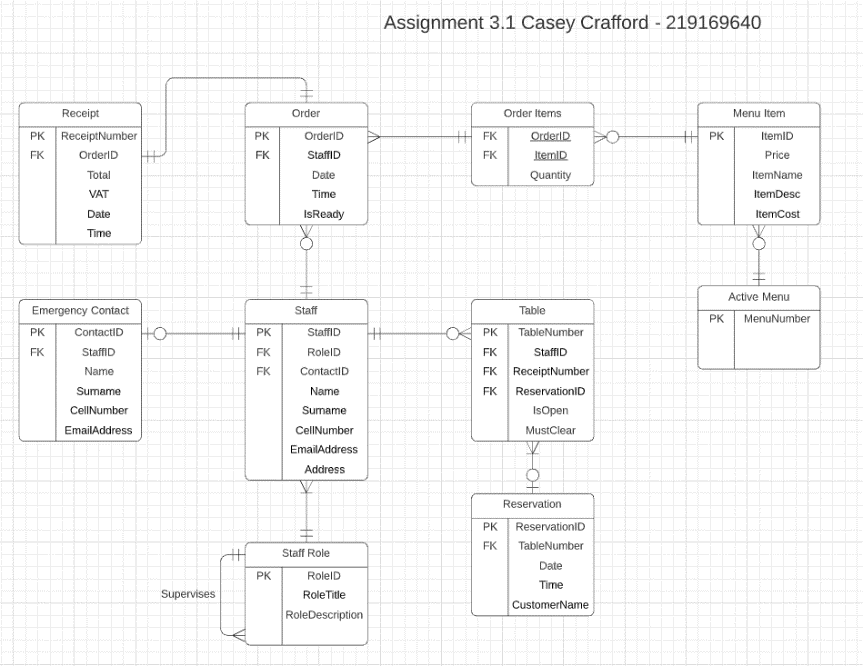 Assignment 3.1 Casey Crafford - 219169640
Receipt
PK ReceiptNumber
FK OrderID
Total
VAT
Date
Time
Order
PK OrderID
FK StaffID
Date
Time
IsReady
Order Items
FK OrderID
FK ItemID
Quantity
Menu Item
PK ItemID
Price
ItemName
ItemDesc
ItemCost
Emergency Contact
PK ContactID
FK StaffID
Name
Surname
CellNumber
EmailAddress
Staff
PK StaffID
FK RoleID
FK ContactID
Name
Surname
CellNumber
EmailAddress
Address
Table
PK TableNumber
FK StaffID
FK ReceiptNumber
FK ReservationID
IsOpen
MustClear
Active Menu
PK MenuNumber
Staff Role
PK RoleID
RoleTitle
RoleDescription
Supervises
Reservation
PK ReservationID
FK TableNumber
Date
Time
CustomerName